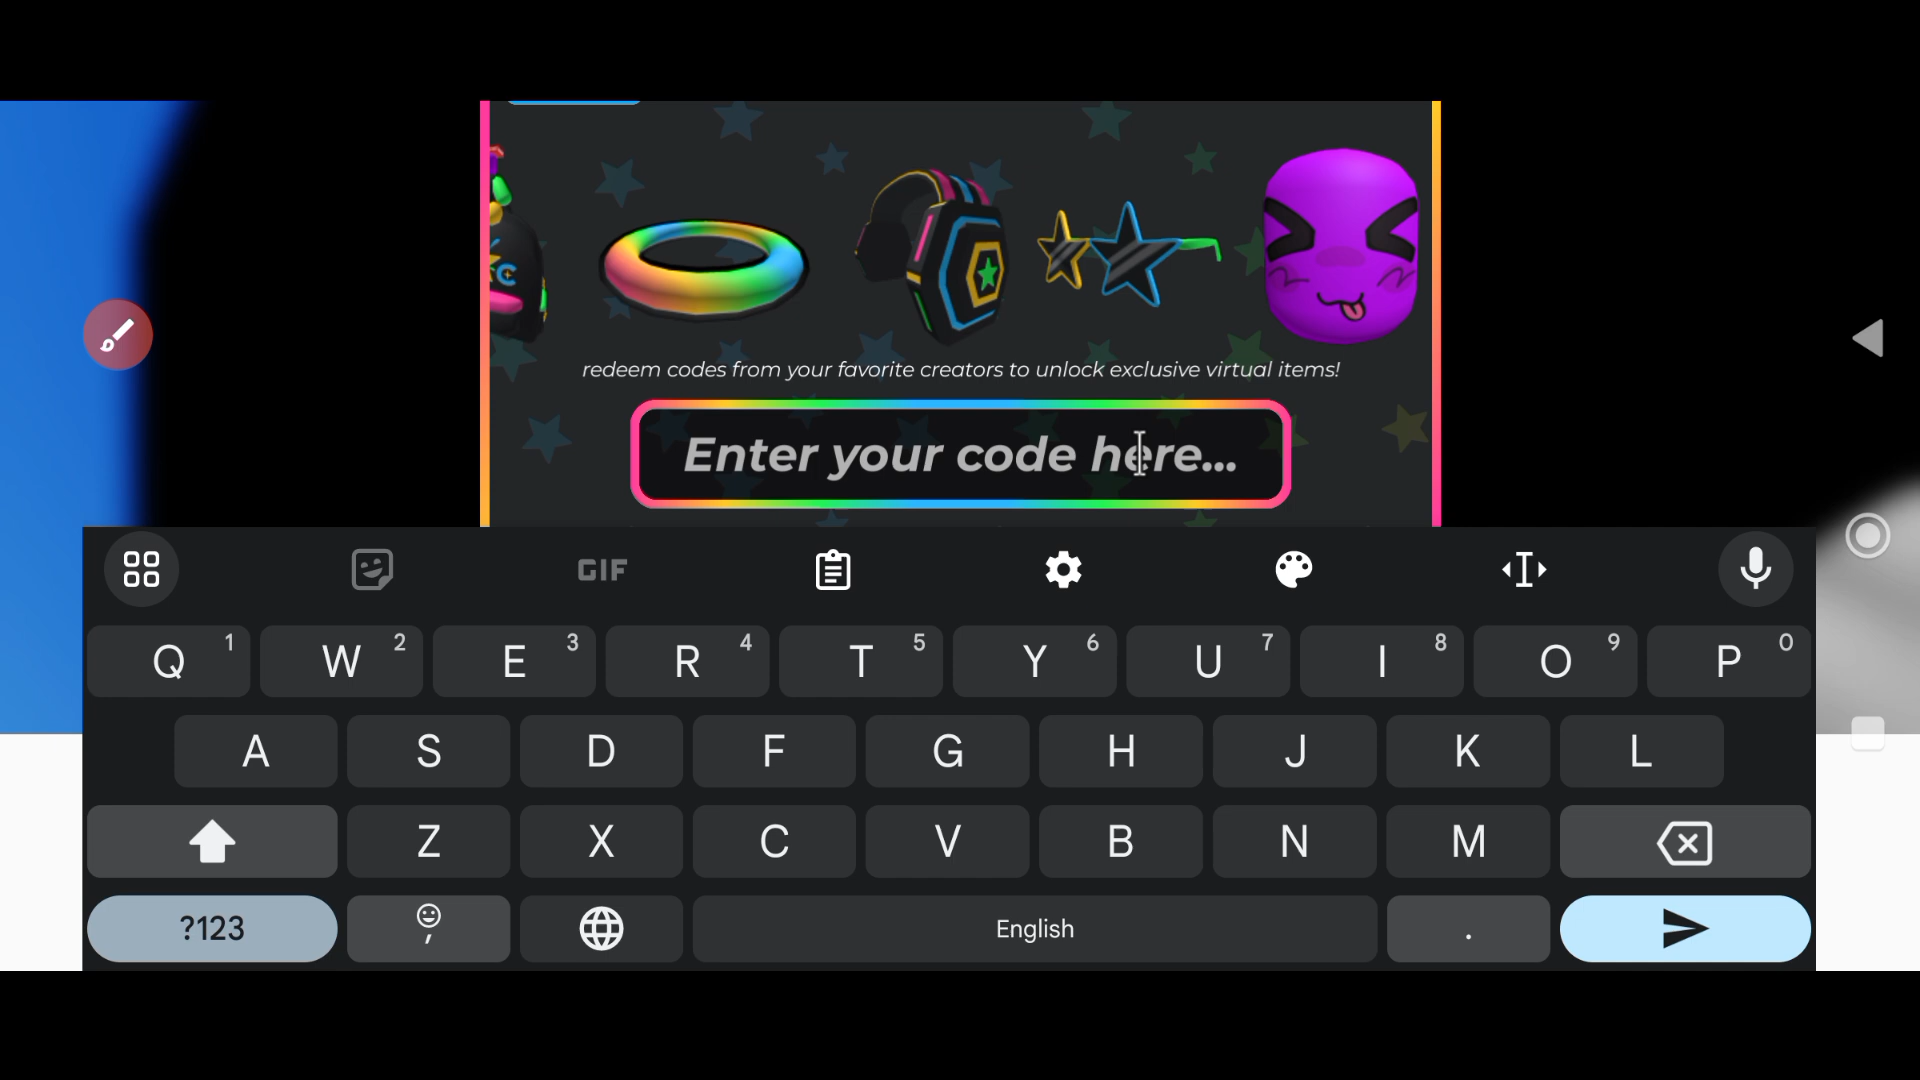 redeem codes from your favorite creators to unlock exclusive virtual items!
Enter your code here...
GIF
Q 1 W 2 E 3 R 4 T 5 Y 6 U 7 I 8 O 9 P 0
A S D F G H J K L
Z X C V B N M
?123 , English .